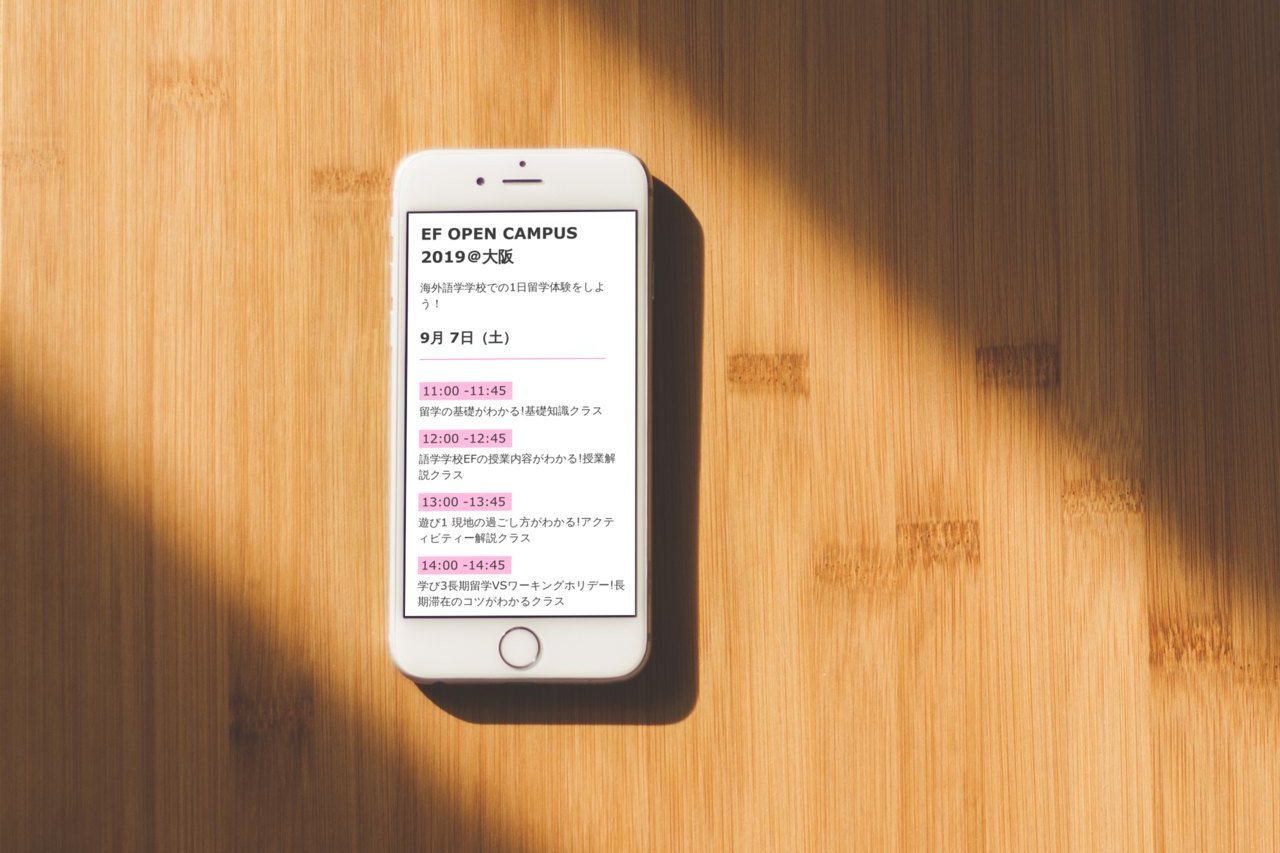 EF OPEN CAMPUS
2019@大阪
海外語学学校での1日留学体験をしよ
う！
9月 7日（土）
11:00 -11:45
留学の基礎がわかる!基礎知識クラス
12:00 -12:45
語学学校EFの授業内容がわかる!授業解
説クラス
13:00 -13:45
遊び1 現地の過ごし方がわかる!アクテ
ィビティー解説クラス
14:00 -14:45
学び3長期留学VSワーキングホリデー!長
期滞在のコツがわかるクラス